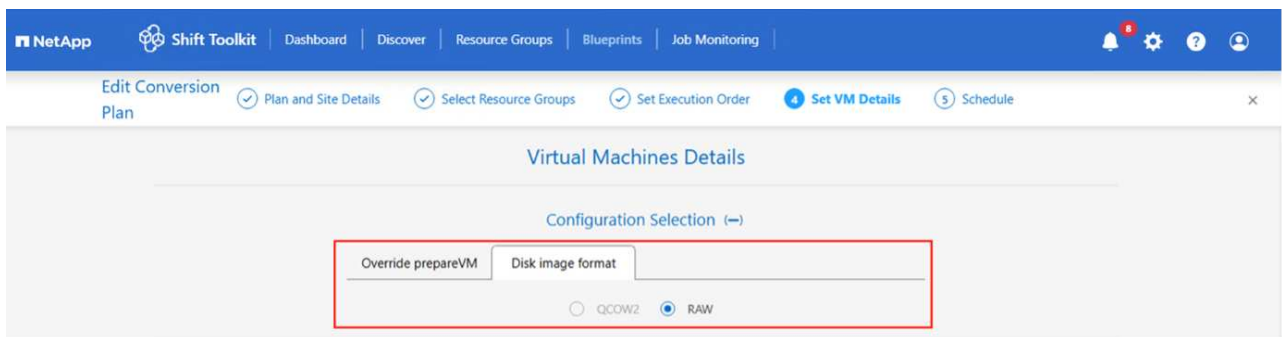 NetApp Shift Toolkit Dashboard Discover Resource Groups Blueprints Job Monitoring 8 ?
Edit Conversion
Plan
Plan and Site Details Select Resource Groups Set Execution Order 4 Set VM Details 5 Schedule ×
Virtual Machines Details
Configuration Selection (−)
Override prepareVM Disk image format
QCOW2 RAW